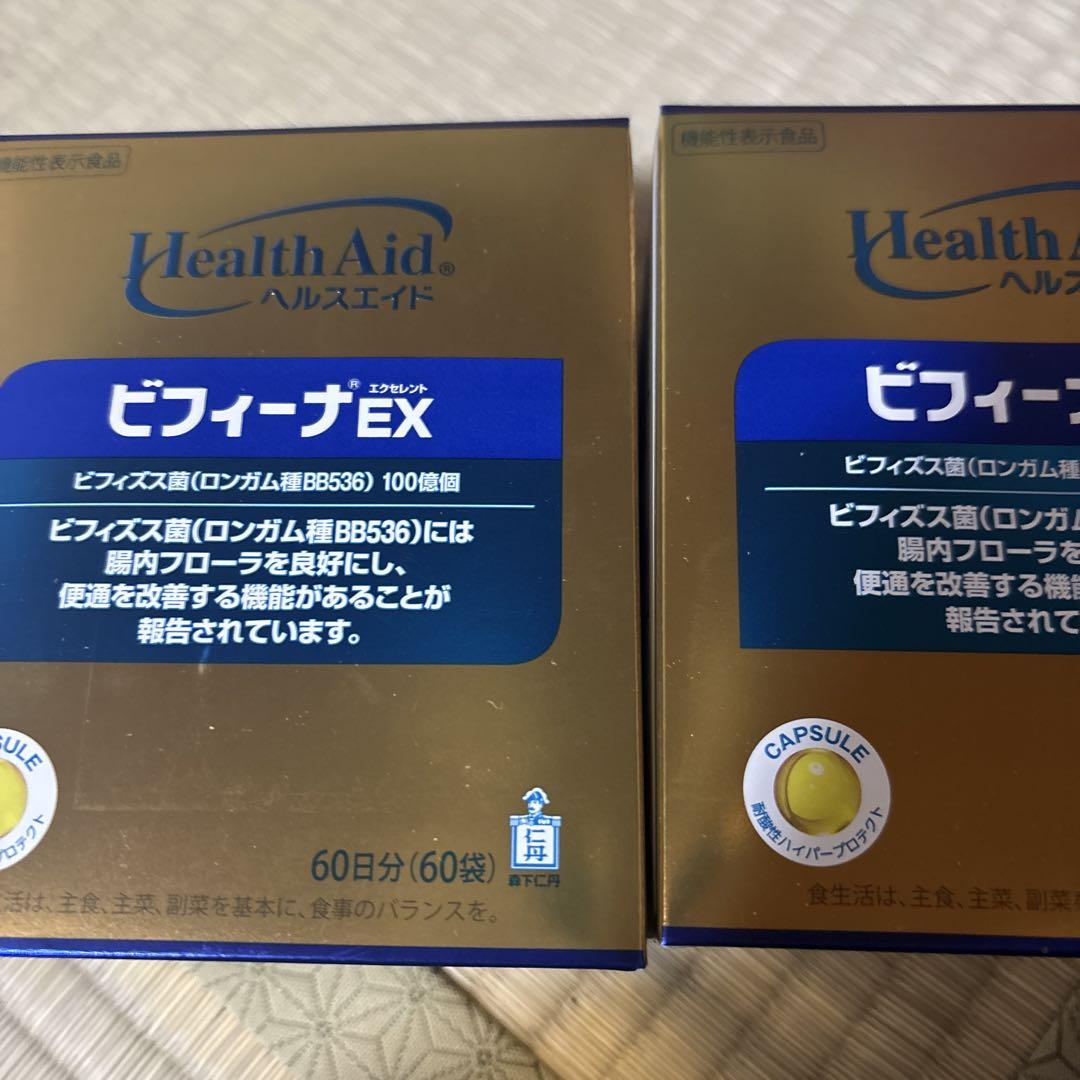 機能性表示食品
Health Aid®
ヘルスエイド
ビフィーナ®EX
エクセレント
ビフィズス菌(ロンガム種BB536) 100億個
ビフィズス菌(ロンガム種BB536)には
腸内フローラを良好にし、
便通を改善する機能があることが
報告されています。
仁丹
森下仁丹
60日分(60袋)
活は、主食、主菜、副菜を基本に、食事のバランスを。
機能性表示食品
Health
ヘルス
ビフィー
ビフィズス菌(ロンガム種
ビフィズス菌(ロンガム
腸内フローラを
便通を改善する機能
報告されて
CAPSULE
耐酸性ハイパープロテクト
食生活は、主食、主菜、副菜